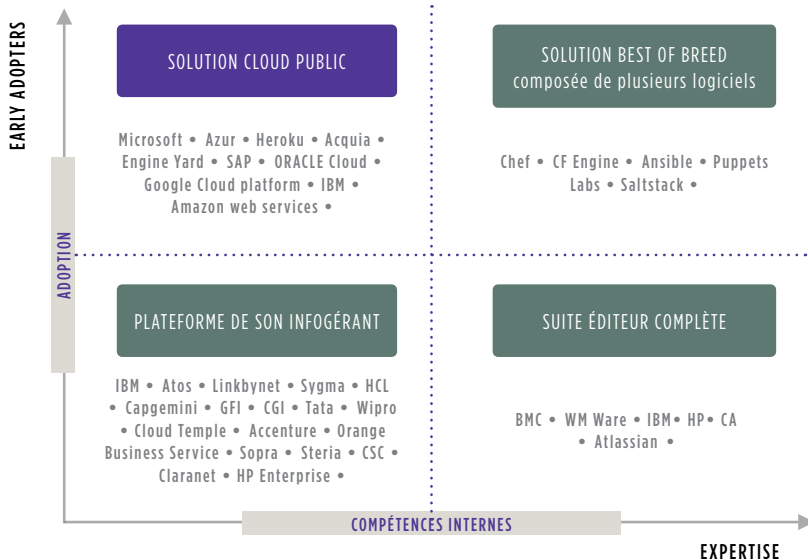 EARLY ADOPTERS
ADOPTION
SOLUTION CLOUD PUBLIC
Microsoft • Azur • Heroku • Acquia •
Engine Yard • SAP • ORACLE Cloud •
Google Cloud platform • IBM •
Amazon web services •
SOLUTION BEST OF BREED
composée de plusieurs logiciels
Chef • CF Engine • Ansible • Puppets
Labs • Saltstack •
PLATEFORME DE SON INFOGÉRANT
IBM • Atos • Linkbynet • Sygma • HCL
• Capgemini • GFI • CGI • Tata • Wipro
• Cloud Temple • Accenture • Orange
Business Service • Sopra • Steria • CSC •
Claranet • HP Enterprise •
SUITE ÉDITEUR COMPLÈTE
BMC • WM Ware • IBM• HP• CA
• Atlassian •
COMPÉTENCES INTERNES
EXPERTISE